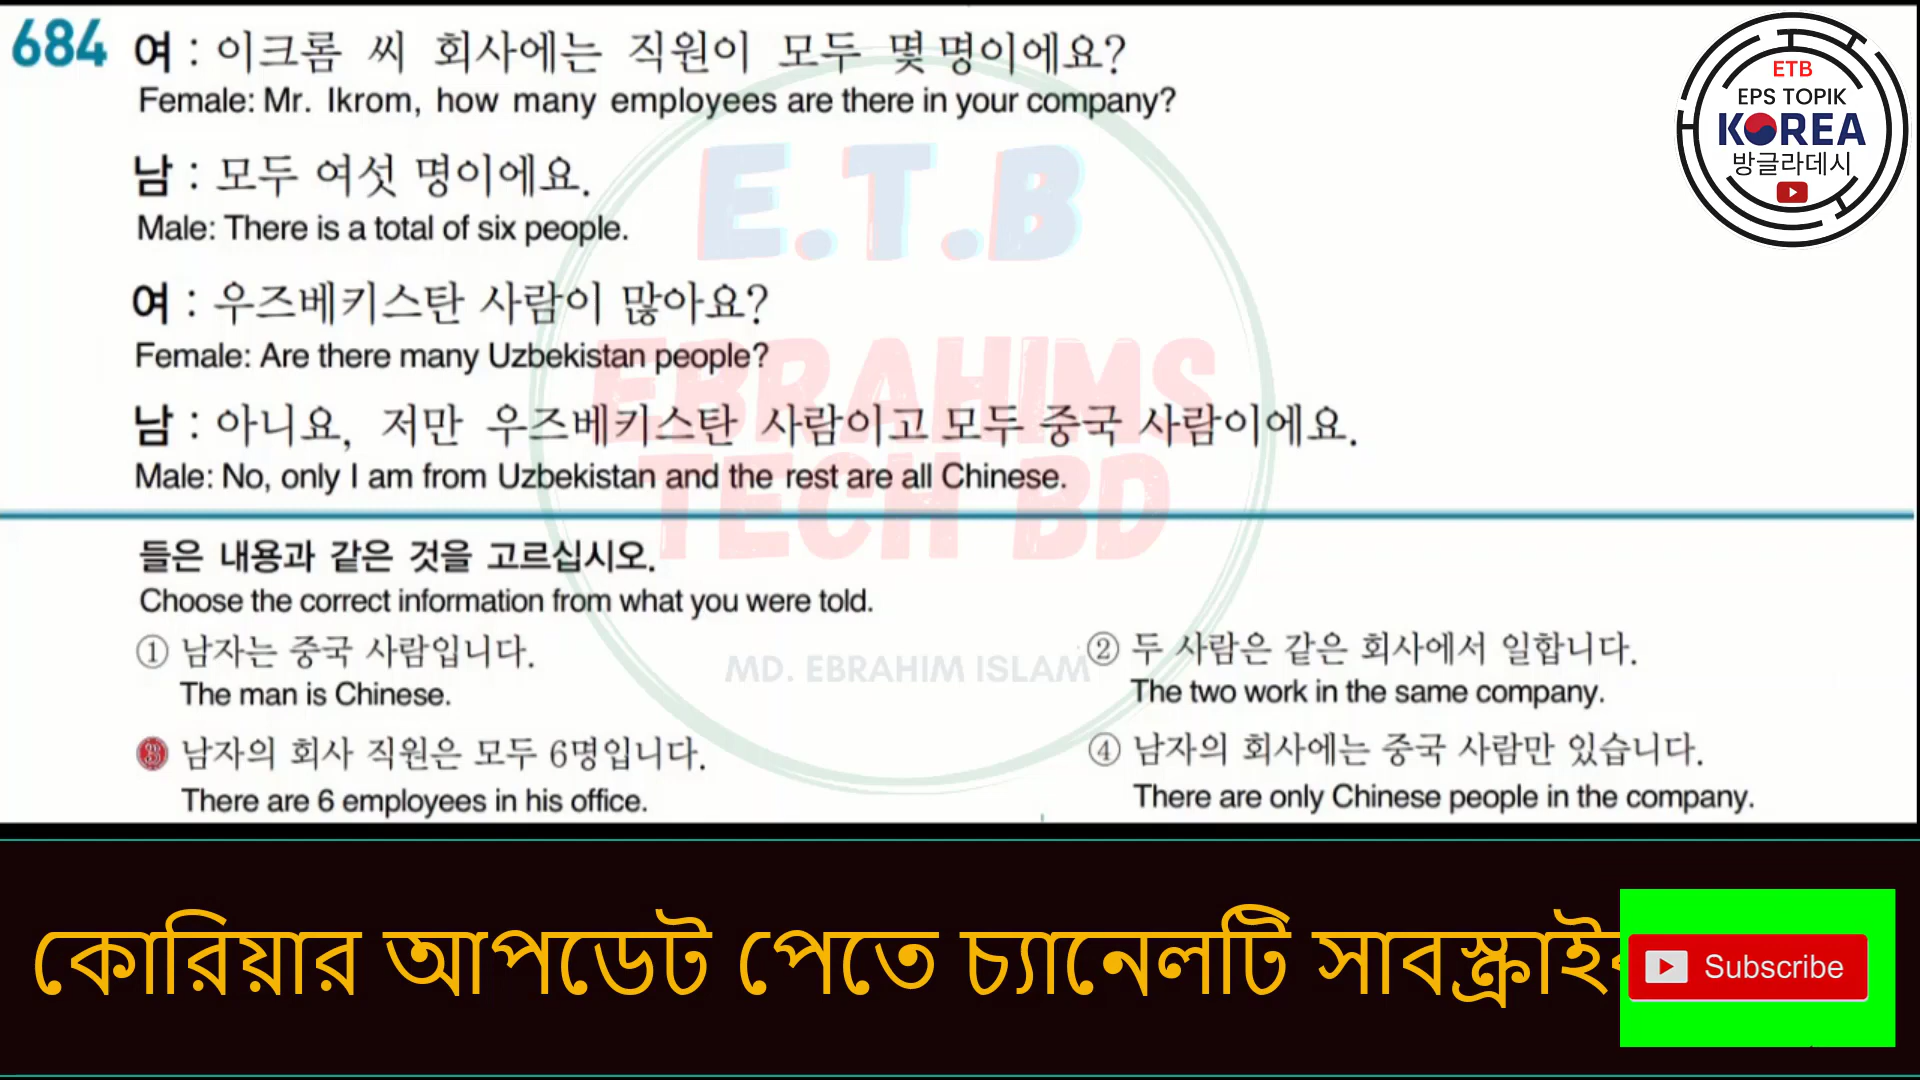 684
여 : 이크롬 씨 회사에는 직원이 모두 몇 명이에요?
Female: Mr. Ikrom, how many employees are there in your company?
남 : 모두 여섯 명이에요.
Male: There is a total of six people.
여 : 우즈베키스탄 사람이 많아요?
Female: Are there many Uzbekistan people?
남 : 아니요, 저만 우즈베키스탄 사람이고 모두 중국 사람이에요.
Male: No, only I am from Uzbekistan and the rest are all Chinese.
들은 내용과 같은 것을 고르십시오.
Choose the correct information from what you were told.
① 남자는 중국 사람입니다.
The man is Chinese.
② 두 사람은 같은 회사에서 일합니다.
The two work in the same company.
③ 남자의 회사 직원은 모두 6명입니다.
There are 6 employees in his office.
④ 남자의 회사에는 중국 사람만 있습니다.
There are only Chinese people in the company.
E.T.B
EBRAHIMS
TECH BD
MD. EBRAHIM ISLAM
ETB
EPS TOPIK
KOREA
방글라데시
কোরিয়ার আপডেট পেতে চ্যানেলটি
Subscribe